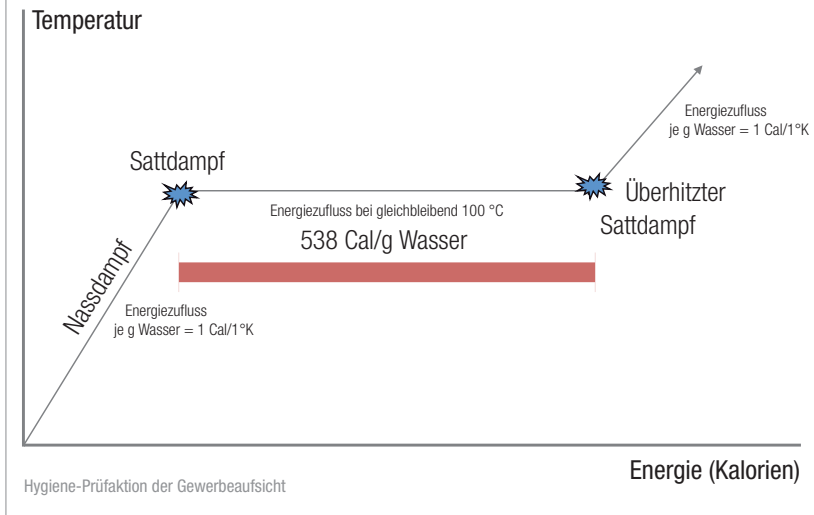 Temperatur
Energiezufluss
je g Wasser = 1 Cal/1°K
Sattdampf
Überhitzter
Sattdampf
Energiezufluss bei gleichbleibend 100 °C
538 Cal/g Wasser
Nassdampf
Energiezufluss
je g Wasser = 1 Cal/1°K
Energie (Kalorien)
Hygiene-Prüfaktion der Gewerbeaufsicht